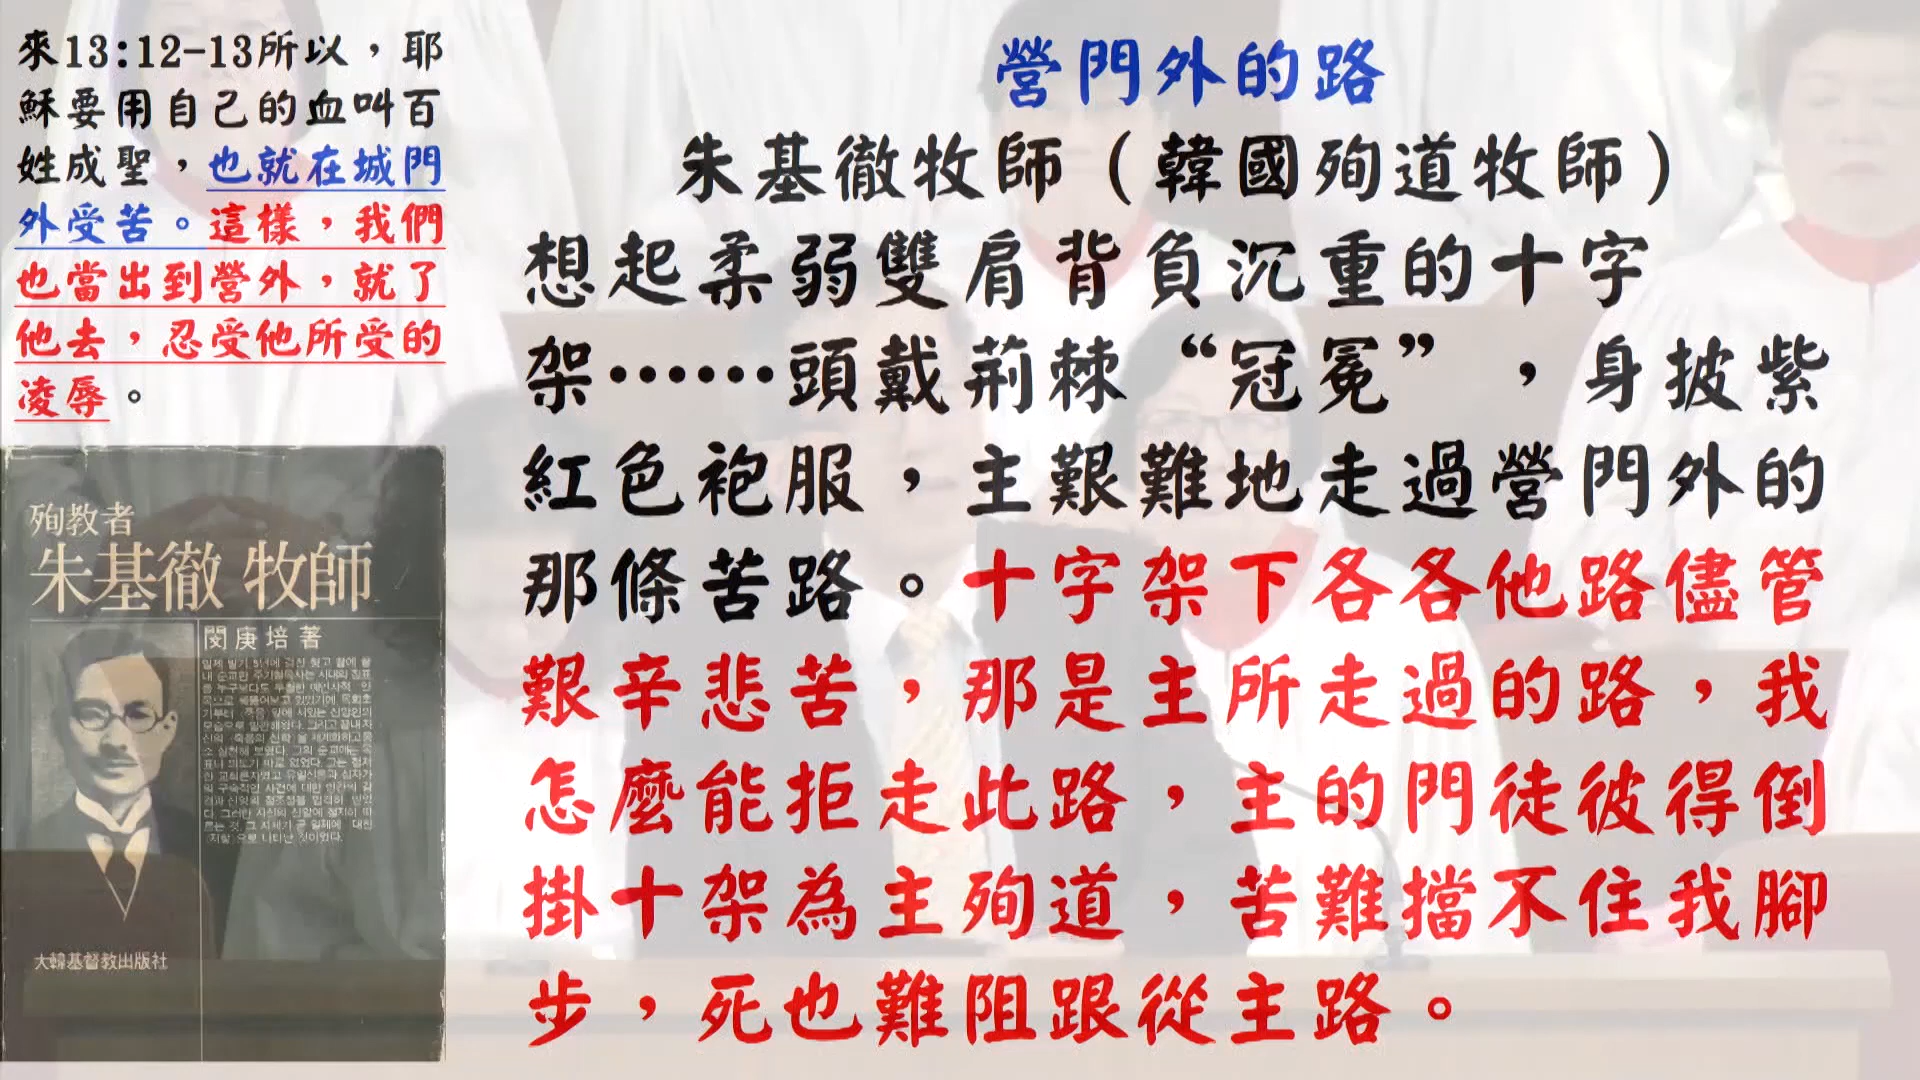 來13:12-13所以，耶
穌要用自己的血叫百
姓成聖，也就在城門
外受苦。這樣，我們
也當出到營外，就了
他去，忍受他所受的
凌辱。
殉教者
朱基徹 牧師
閔庚培 著
大韓基督教出版社
營門外的路
朱基徹牧師（韓國殉道牧師）
想起柔弱雙肩背負沉重的十字
架……頭戴荊棘“冠冕”，身披紫
紅色袍服，主艱難地走過營門外的
那條苦路。十字架下各各他路儘管
艱辛悲苦，那是主所走過的路，我
怎麼能拒走此路，主的門徒彼得倒
掛十架為主殉道，苦難擋不住我腳
步，死也難阻跟從主路。